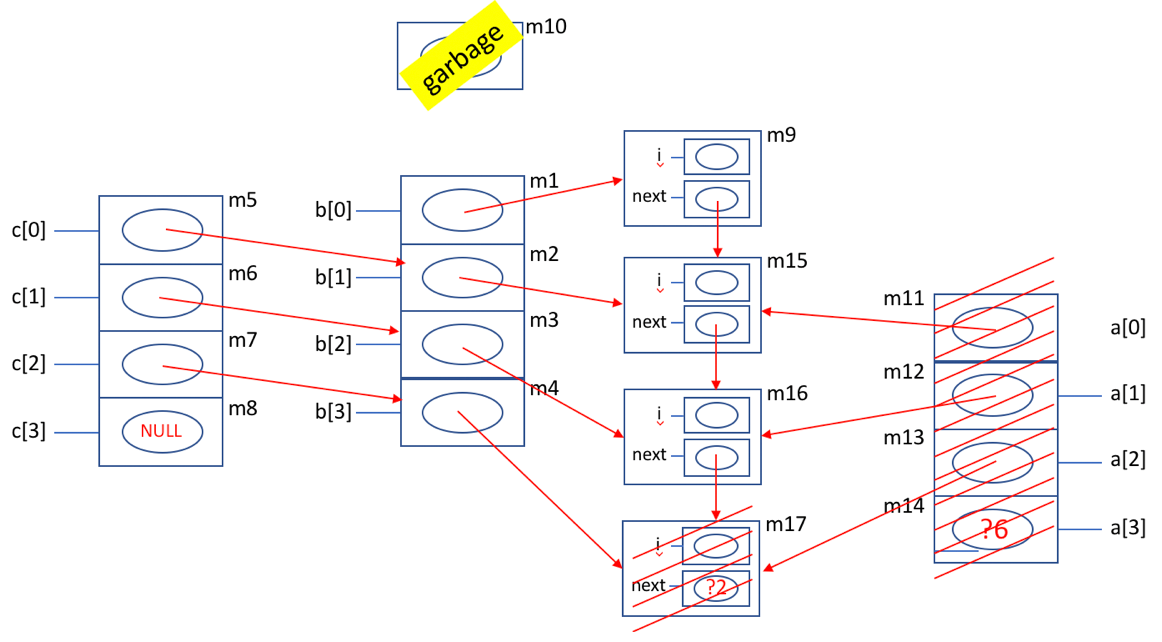 garbage
m10
m9
i
next
m5
c[0]
m6
c[1]
m7
c[2]
m8
c[3]
NULL
m1
b[0]
m2
b[1]
m3
b[2]
m4
b[3]
m15
i
next
m16
i
next
m17
i
next
?2
m11
a[0]
m12
a[1]
m13
a[2]
m14
?6
a[3]